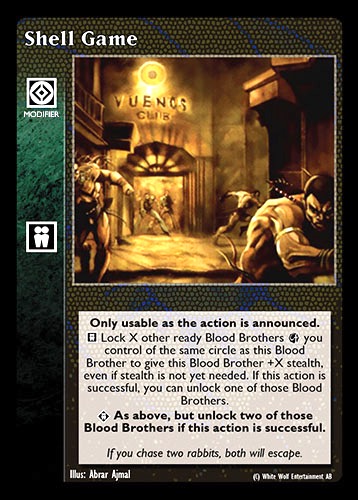 Shell Game
VUENOS
CLUB
MODIFIER
Only usable as the action is announced.
Lock X other ready Blood Brothers you
control of the same circle as this Blood
Brother to give this Blood Brother +X stealth,
even if stealth is not yet needed. If this action is
successful, you can unlock one of those Blood
Brothers.
As above, but unlock two of those
Blood Brothers if this action is successful.
If you chase two rabbits, both will escape.
Illus: Abrar Ajmal
(C) White Wolf Entertainment AB